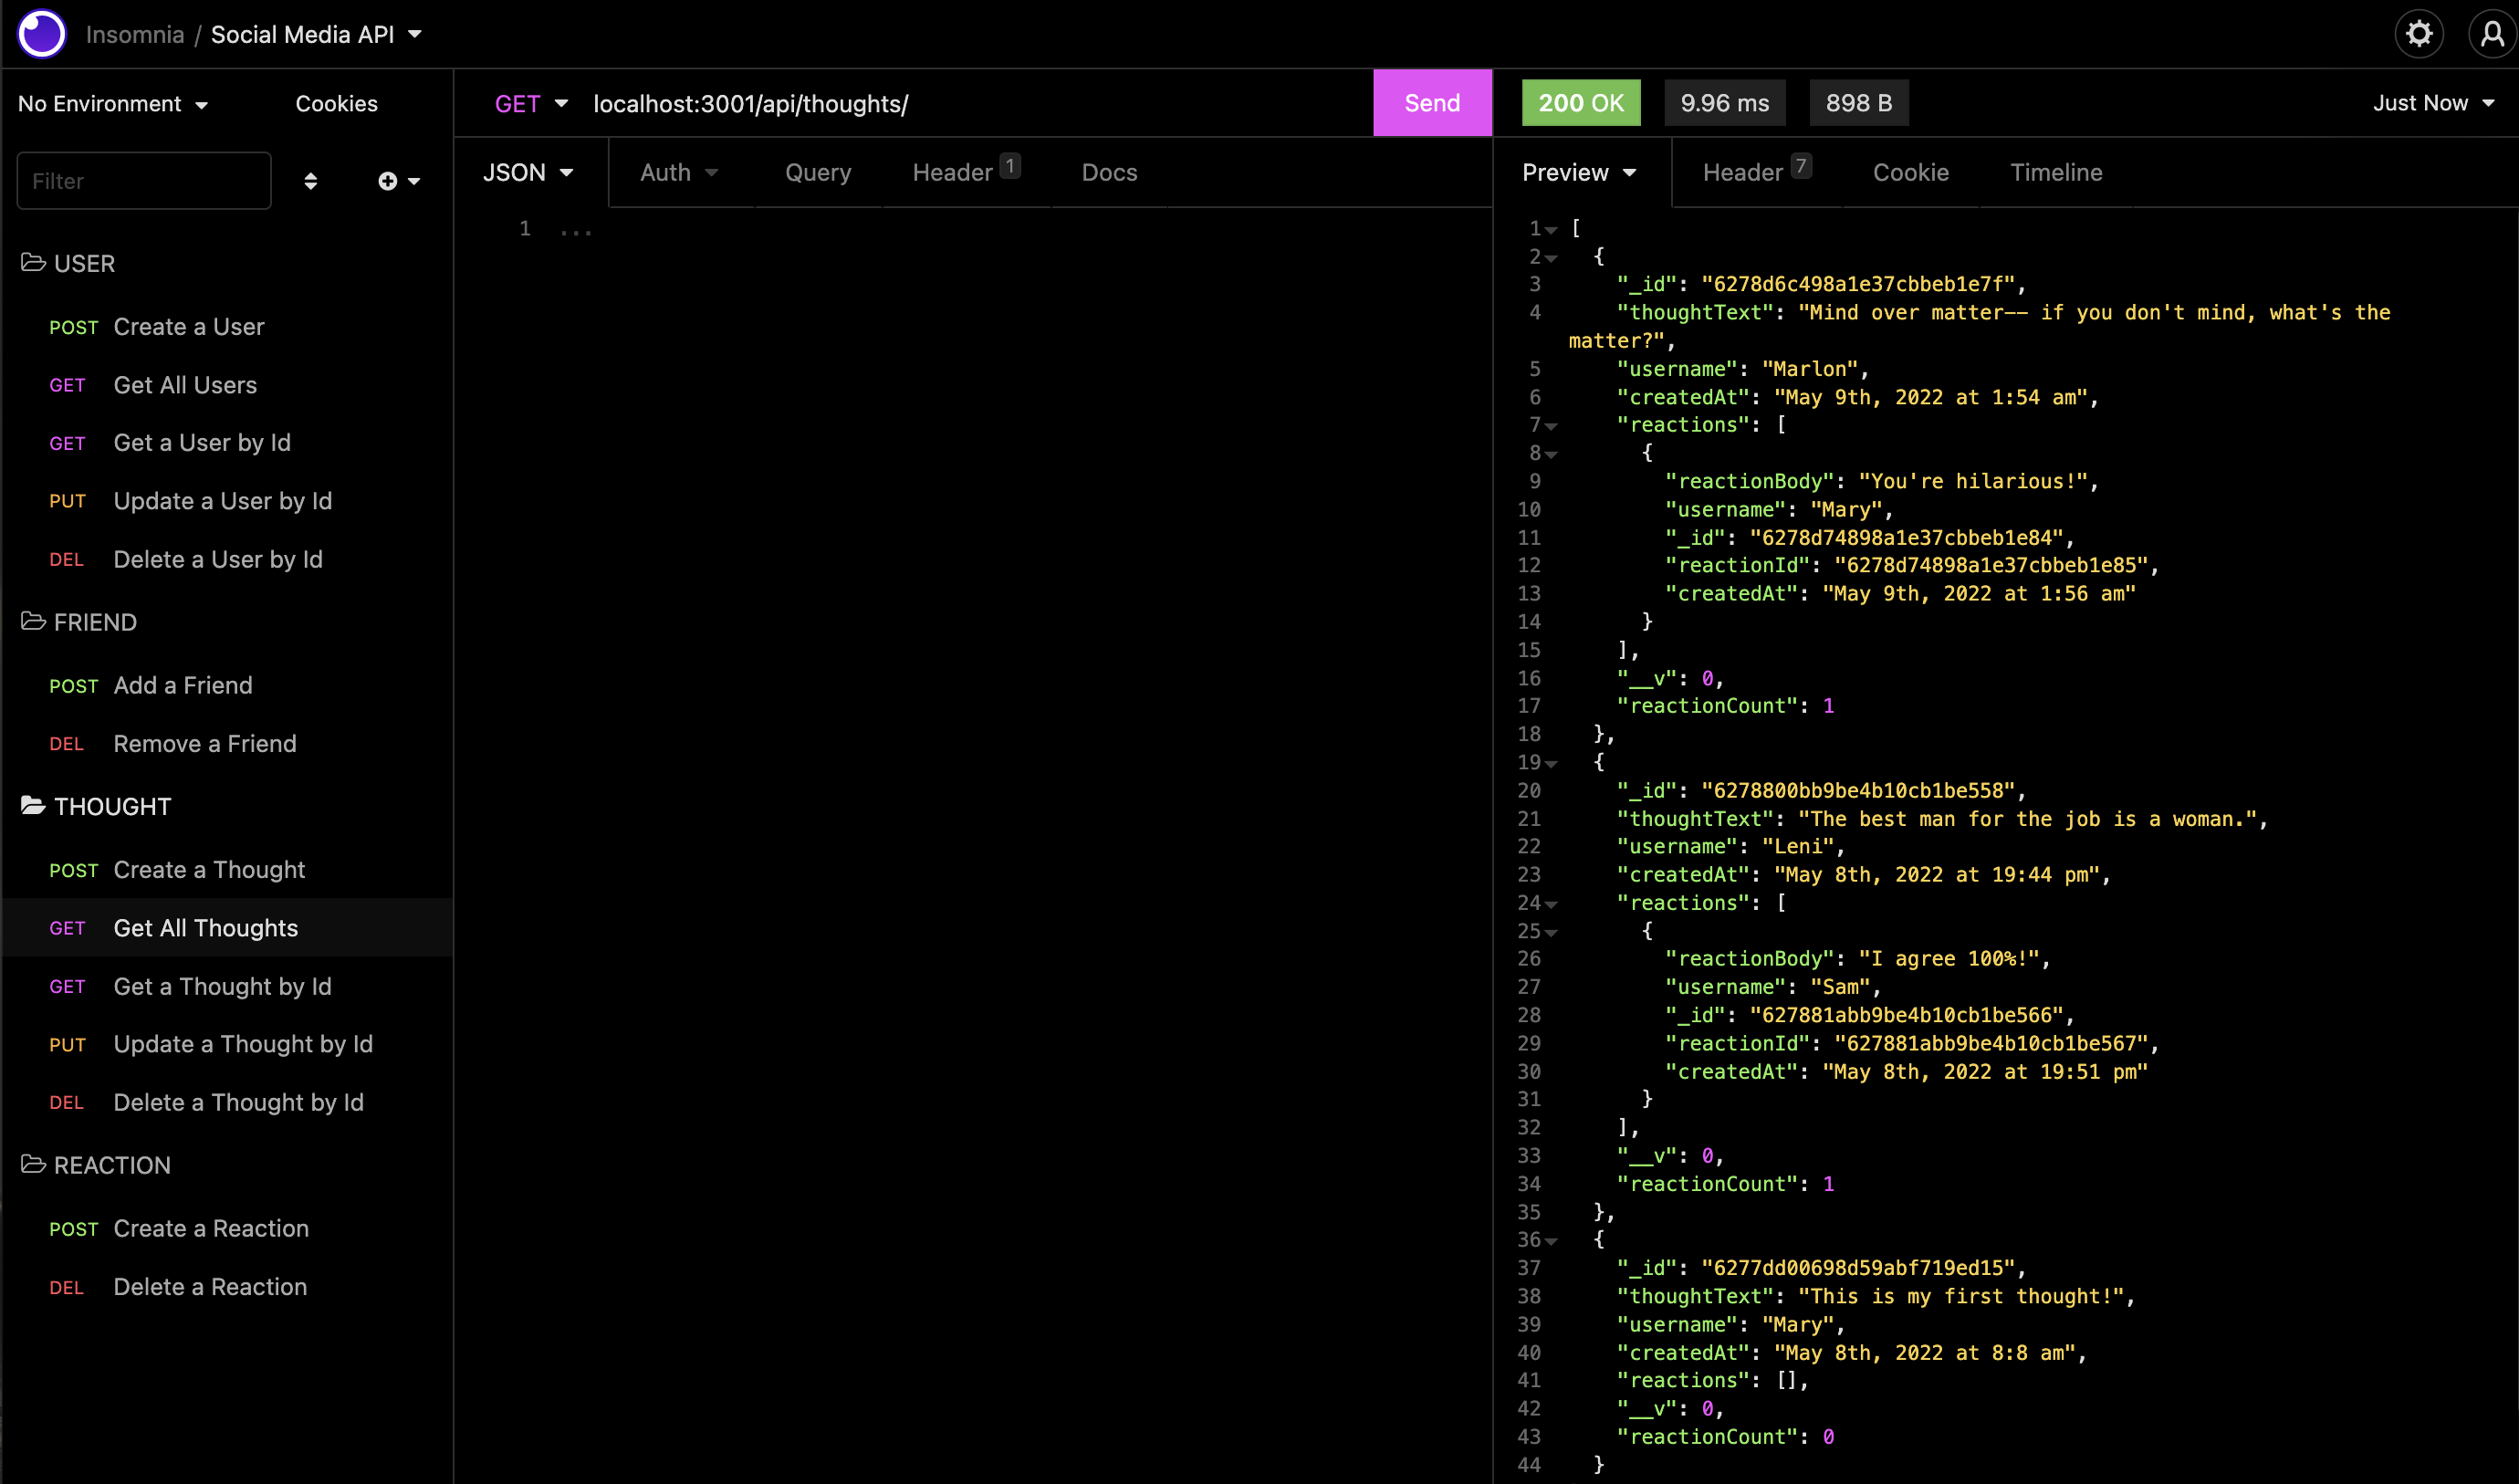 Insomnia / Social Media API
No Environment
Cookies
Filter
USER
POST Create a User
GET Get All Users
GET Get a User by Id
PUT Update a User by Id
DEL Delete a User by Id
FRIEND
POST Add a Friend
DEL Remove a Friend
THOUGHT
POST Create a Thought
GET Get All Thoughts
GET Get a Thought by Id
PUT Update a Thought by Id
DEL Delete a Thought by Id
REACTION
POST Create a Reaction
DEL Delete a Reaction
GET localhost:3001/api/thoughts/ Send
JSON Auth Query Header 1 Docs
1 ...
200 OK 9.96 ms 898 B Just Now
Preview Header 7 Cookie Timeline
1 [
2 {
3 "_id": "6278d6c498a1e37cbbeb1e7f",
4 "thoughtText": "Mind over matter—— if you don't mind, what's the
matter?",
5 "username": "Marlon",
6 "createdAt": "May 9th, 2022 at 1:54 am",
7 "reactions": [
8 {
9 "reactionBody": "You're hilarious!",
10 "username": "Mary",
11 "_id": "6278d74898a1e37cbbeb1e84",
12 "reactionId": "6278d74898a1e37cbbeb1e85",
13 "createdAt": "May 9th, 2022 at 1:56 am"
14 }
15 ],
16 "__v": 0,
17 "reactionCount": 1
18 },
19 {
20 "_id": "6278800bb9be4b10cb1be558",
21 "thoughtText": "The best man for the job is a woman.",
22 "username": "Leni",
23 "createdAt": "May 8th, 2022 at 19:44 pm",
24 "reactions": [
25 {
26 "reactionBody": "I agree 100%!",
27 "username": "Sam",
28 "_id": "627881abb9be4b10cb1be566",
29 "reactionId": "627881abb9be4b10cb1be567",
30 "createdAt": "May 8th, 2022 at 19:51 pm"
31 }
32 ],
33 "__v": 0,
34 "reactionCount": 1
35 },
36 {
37 "_id": "6277dd00698d59abf719ed15",
38 "thoughtText": "This is my first thought!",
39 "username": "Mary",
40 "createdAt": "May 8th, 2022 at 8:8 am",
41 "reactions": [],
42 "__v": 0,
43 "reactionCount": 0
44 }